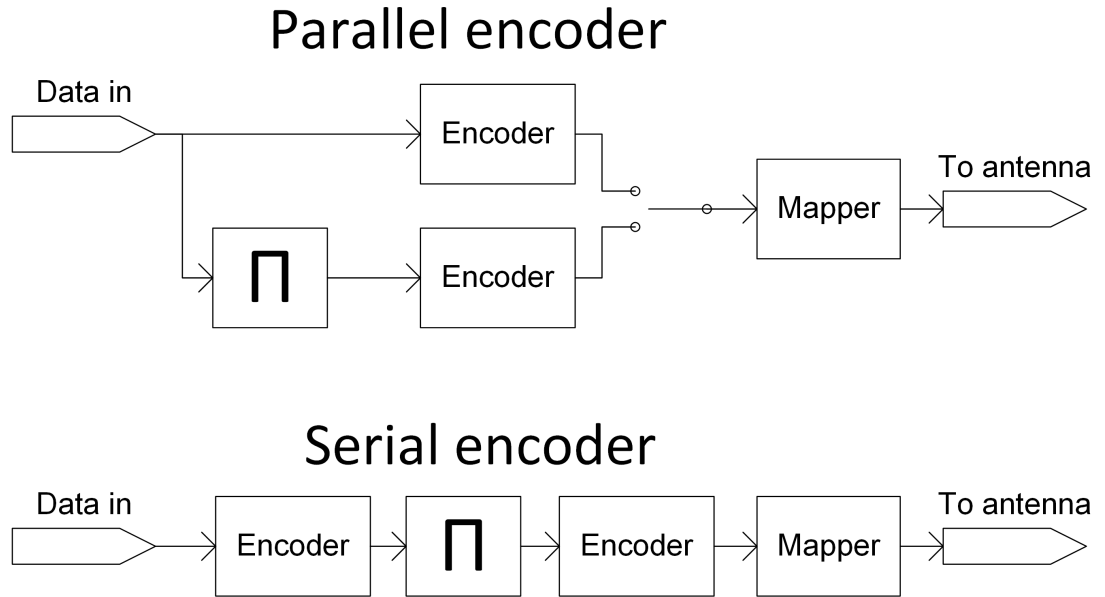 Parallel encoder
Data in
Encoder
To antenna
Mapper
Π
Encoder
Serial encoder
Data in
To antenna
Encoder
Π
Encoder
Mapper